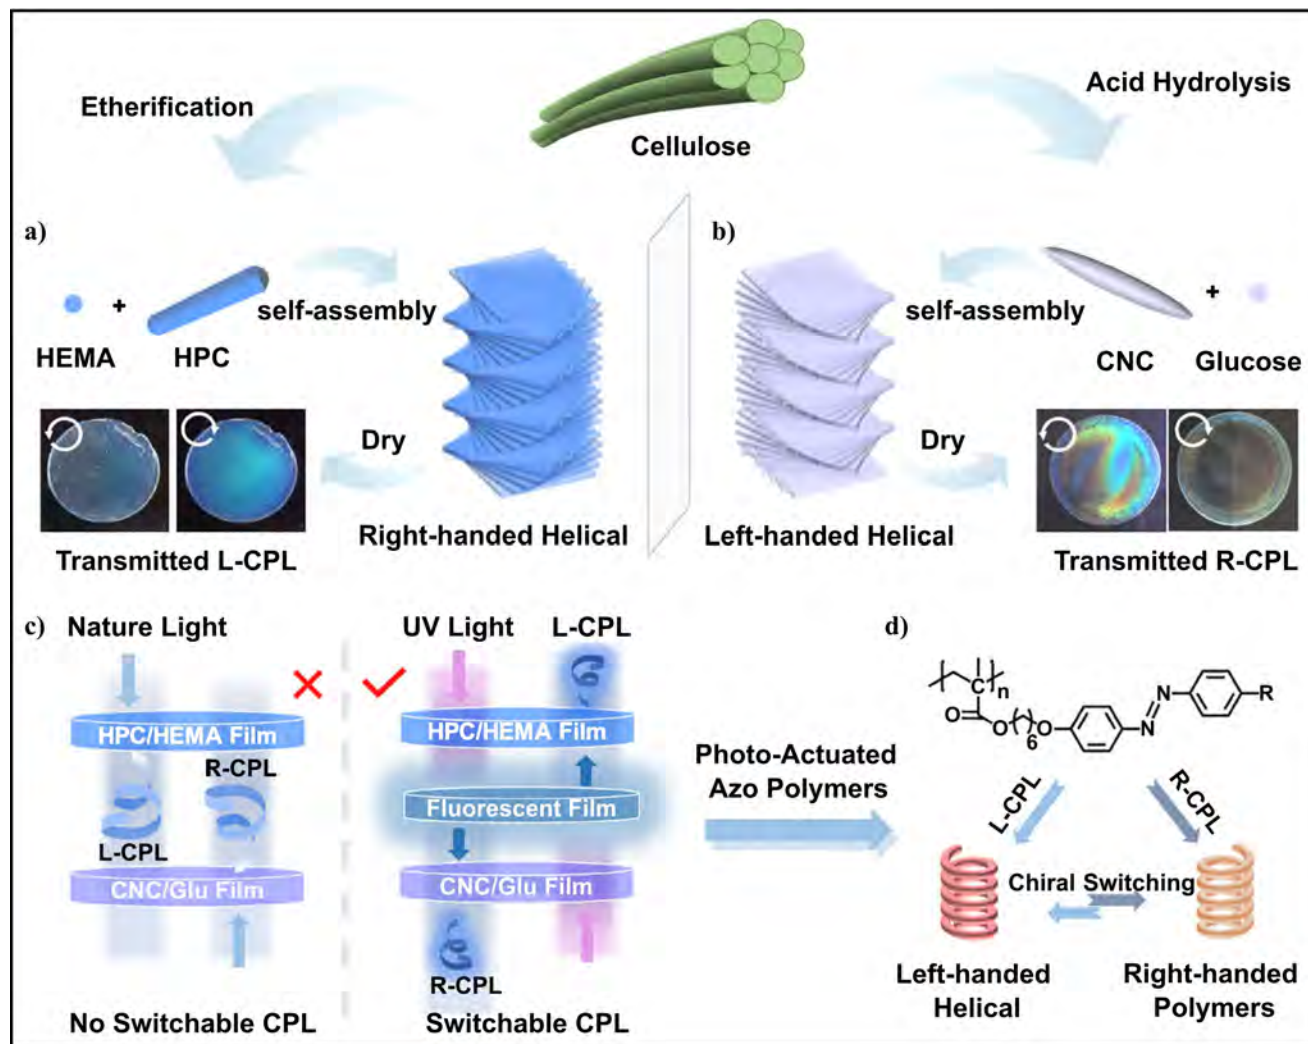 Etherification
Acid Hydrolysis
Cellulose
a)
b)
HEMA
+
HPC
self-assembly
self-assembly
CNC
+
Glucose
Dry
Dry
Transmitted L-CPL
Right-handed Helical
Left-handed Helical
Transmitted R-CPL
c)
Nature Light
UV Light
L-CPL
d)
HPC/HEMA Film
R-CPL
L-CPL
CNC/Glu Film
No Switchable CPL
HPC/HEMA Film
Fluorescent Film
CNC/Glu Film
R-CPL
Switchable CPL
Photo-Actuated
Azo Polymers
n
O
O
6
O
N
N
R
L-CPL
R-CPL
Chiral Switching
Left-handed
Helical
Right-handed
Polymers